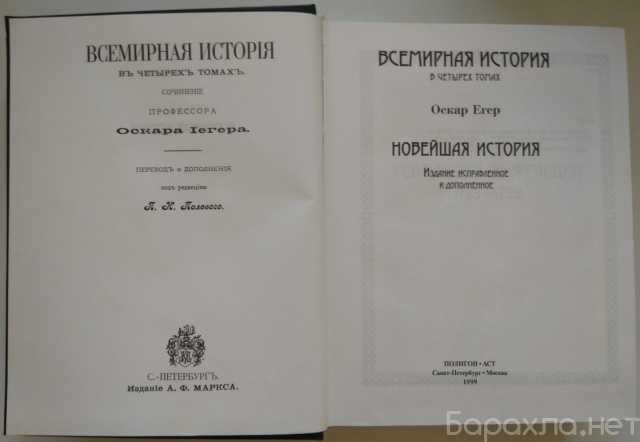 ВСЕМИРНАЯ ИСТОРІЯ
ВЪ ЧЕТЫРЕХЪ ТОМАХЪ.
СОЧИНЕНІЕ
ПРОФЕССОРА
Оскара Іегера.
ПЕРЕВОДЪ и ДОПОЛНЕНІЯ
подъ редакціею
П. Н. Полевого.
С.-ПЕТЕРБУРГЪ.
Изданіе А. Ф. МАРКСА.
ВСЕМИРНАЯ ИСТОРИЯ
В ЧЕТЫРЕХ ТОМАХ
Оскар Егер
НОВЕЙШАЯ ИСТОРИЯ
Издание исправленное
и дополненное
ПОЛИГОН • АСТ
Санкт-Петербург • Москва
1999
Барахла.нет